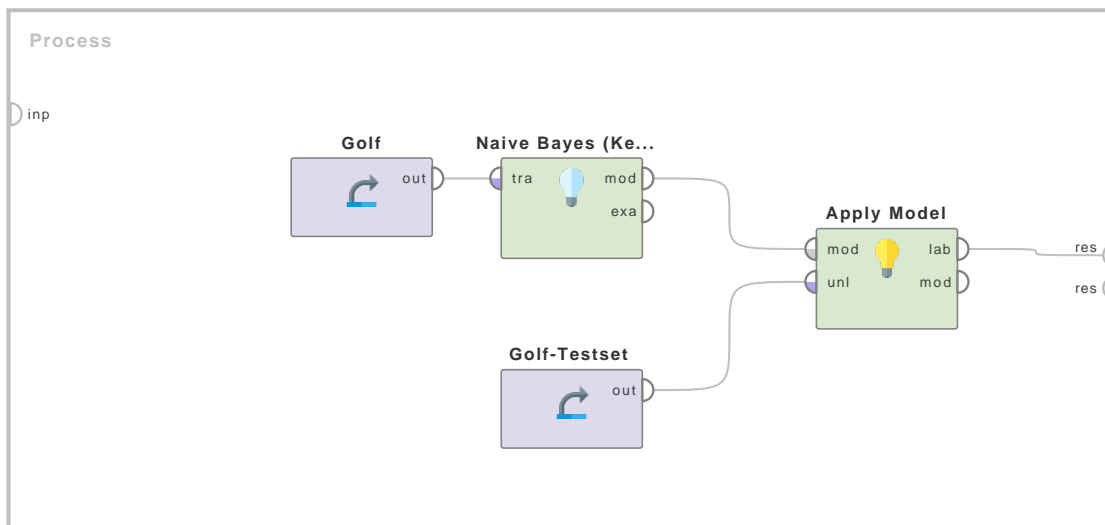 Process
inp
Golf
out
Naive Bayes (Ke...
tra
mod
exa
Apply Model
mod
lab
unl
mod
res
res
Golf-Testset
out